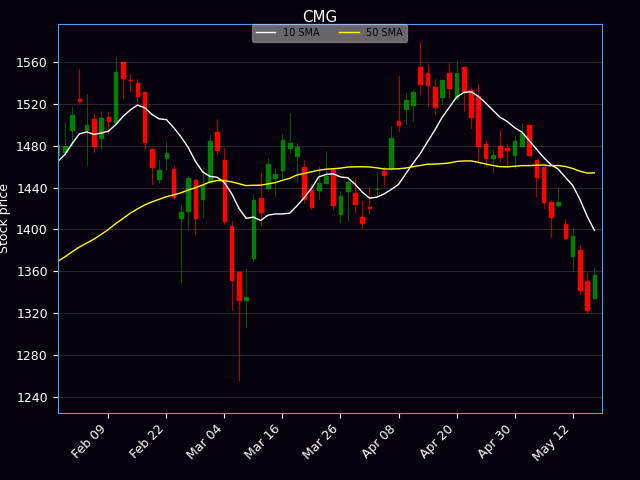 CMG
10 SMA
50 SMA
Stock price
1560
1520
1480
1440
1400
1360
1320
1280
1240
Feb 09
Feb 22
Mar 04
Mar 16
Mar 26
Apr 08
Apr 20
Apr 30
May 12